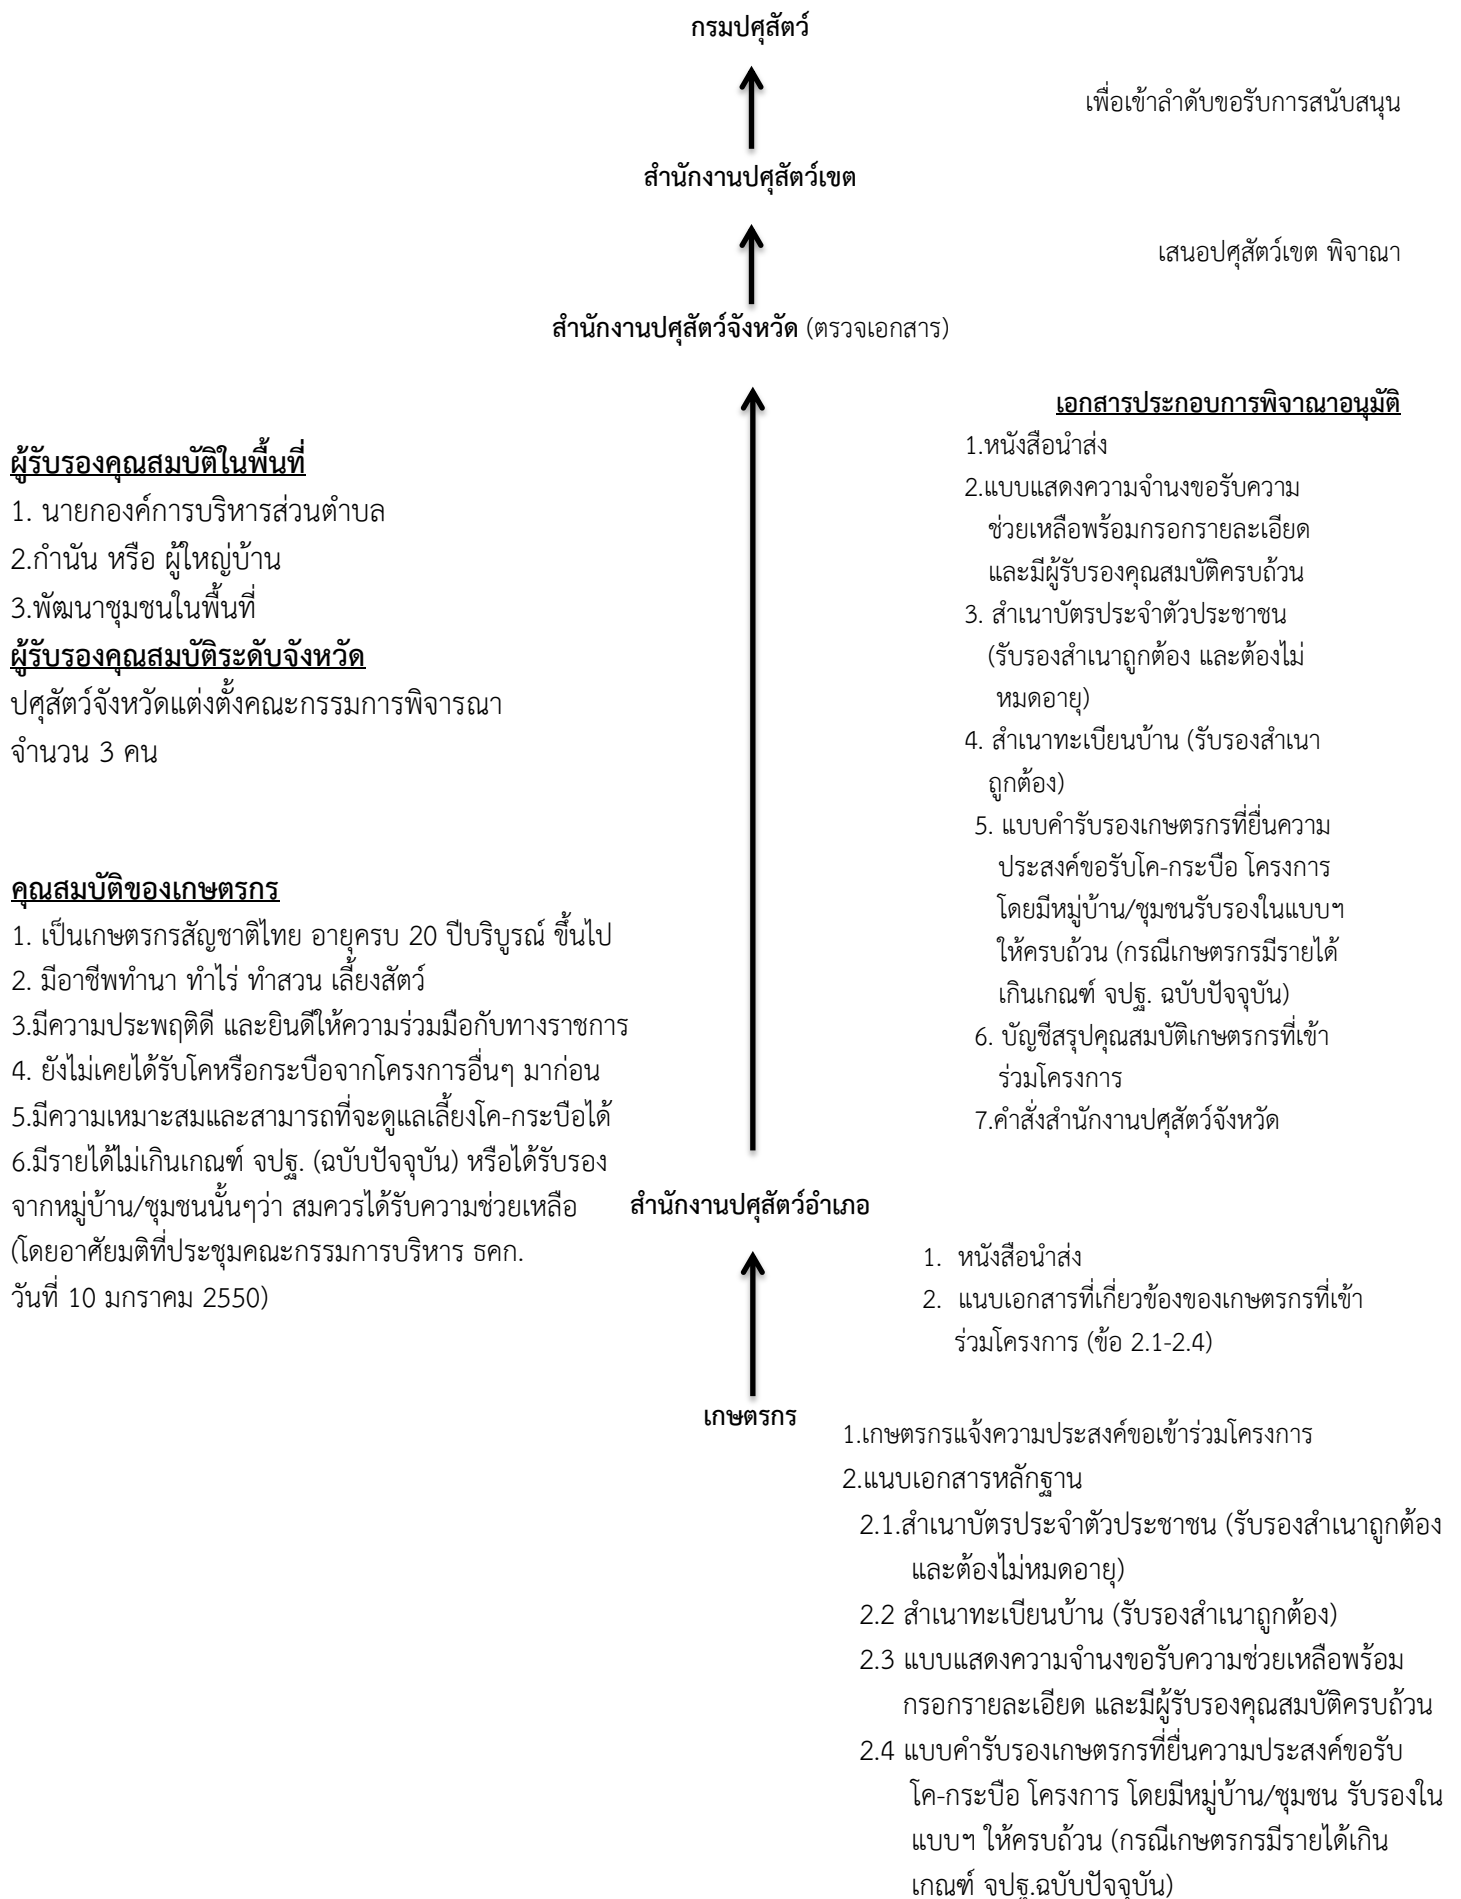 กรมปศุสัตว์
เพื่อเข้าลำดับขอรับการสนับสนุน
สำนักงานปศุสัตว์เขต
เสนอปศุสัตว์เขต พิจาณา
สำนักงานปศุสัตว์จังหวัด (ตรวจเอกสาร)
ผู้รับรองคุณสมบัติในพื้นที่
1. นายกองค์การบริหารส่วนตำบล
2.กำนัน หรือ ผู้ใหญ่บ้าน
3.พัฒนาชุมชนในพื้นที่
ผู้รับรองคุณสมบัติระดับจังหวัด
ปศุสัตว์จังหวัดแต่งตั้งคณะกรรมการพิจารณา
จำนวน 3 คน
คุณสมบัติของเกษตรกร
1. เป็นเกษตรกรสัญชาติไทย อายุครบ 20 ปีบริบูรณ์ ขึ้นไป
2. มีอาชีพทำนา ทำไร่ ทำสวน เลี้ยงสัตว์
3.มีความประพฤติดี และยินดีให้ความร่วมมือกับทางราชการ
4. ยังไม่เคยได้รับโคหรือกระบือจากโครงการอื่นๆ มาก่อน
5.มีความเหมาะสมและสามารถที่จะดูแลเลี้ยงโค-กระบือได้
6.มีรายได้ไม่เกินเกณฑ์ จปฐ. (ฉบับปัจจุบัน) หรือได้รับรอง
จากหมู่บ้าน/ชุมชนนั้นๆว่า สมควรได้รับความช่วยเหลือ
(โดยอาศัยมติที่ประชุมคณะกรรมการบริหาร ธคก.
วันที่ 10 มกราคม 2550)
เอกสารประกอบการพิจาณาอนุมัติ
1.หนังสือนำส่ง
2.แบบแสดงความจำนงขอรับความ
ช่วยเหลือพร้อมกรอกรายละเอียด
และมีผู้รับรองคุณสมบัติครบถ้วน
3. สำเนาบัตรประจำตัวประชาชน
(รับรองสำเนาถูกต้อง และต้องไม่
หมดอายุ)
4. สำเนาทะเบียนบ้าน (รับรองสำเนา
ถูกต้อง)
5. แบบคำรับรองเกษตรกรที่ยื่นความ
ประสงค์ขอรับโค-กระบือ โครงการ
โดยมีหมู่บ้าน/ชุมชนรับรองในแบบฯ
ให้ครบถ้วน (กรณีเกษตรกรมีรายได้
เกินเกณฑ์ จปฐ. ฉบับปัจจุบัน)
6. บัญชีสรุปคุณสมบัติเกษตรกรที่เข้า
ร่วมโครงการ
7.คำสั่งสำนักงานปศุสัตว์จังหวัด
สำนักงานปศุสัตว์อำเภอ
1. หนังสือนำส่ง
2. แนบเอกสารที่เกี่ยวข้องของเกษตรกรที่เข้า
ร่วมโครงการ (ข้อ 2.1-2.4)
เกษตรกร
1.เกษตรกรแจ้งความประสงค์ขอเข้าร่วมโครงการ
2.แนบเอกสารหลักฐาน
2.1.สำเนาบัตรประจำตัวประชาชน (รับรองสำเนาถูกต้อง
และต้องไม่หมดอายุ)
2.2 สำเนาทะเบียนบ้าน (รับรองสำเนาถูกต้อง)
2.3 แบบแสดงความจำนงขอรับความช่วยเหลือพร้อม
กรอกรายละเอียด และมีผู้รับรองคุณสมบัติครบถ้วน
2.4 แบบคำรับรองเกษตรกรที่ยื่นความประสงค์ขอรับ
โค-กระบือ โครงการ โดยมีหมู่บ้าน/ชุมชน รับรองใน
แบบฯ ให้ครบถ้วน (กรณีเกษตรกรมีรายได้เกิน
เกณฑ์ จปฐ.ฉบับปัจจุบัน)